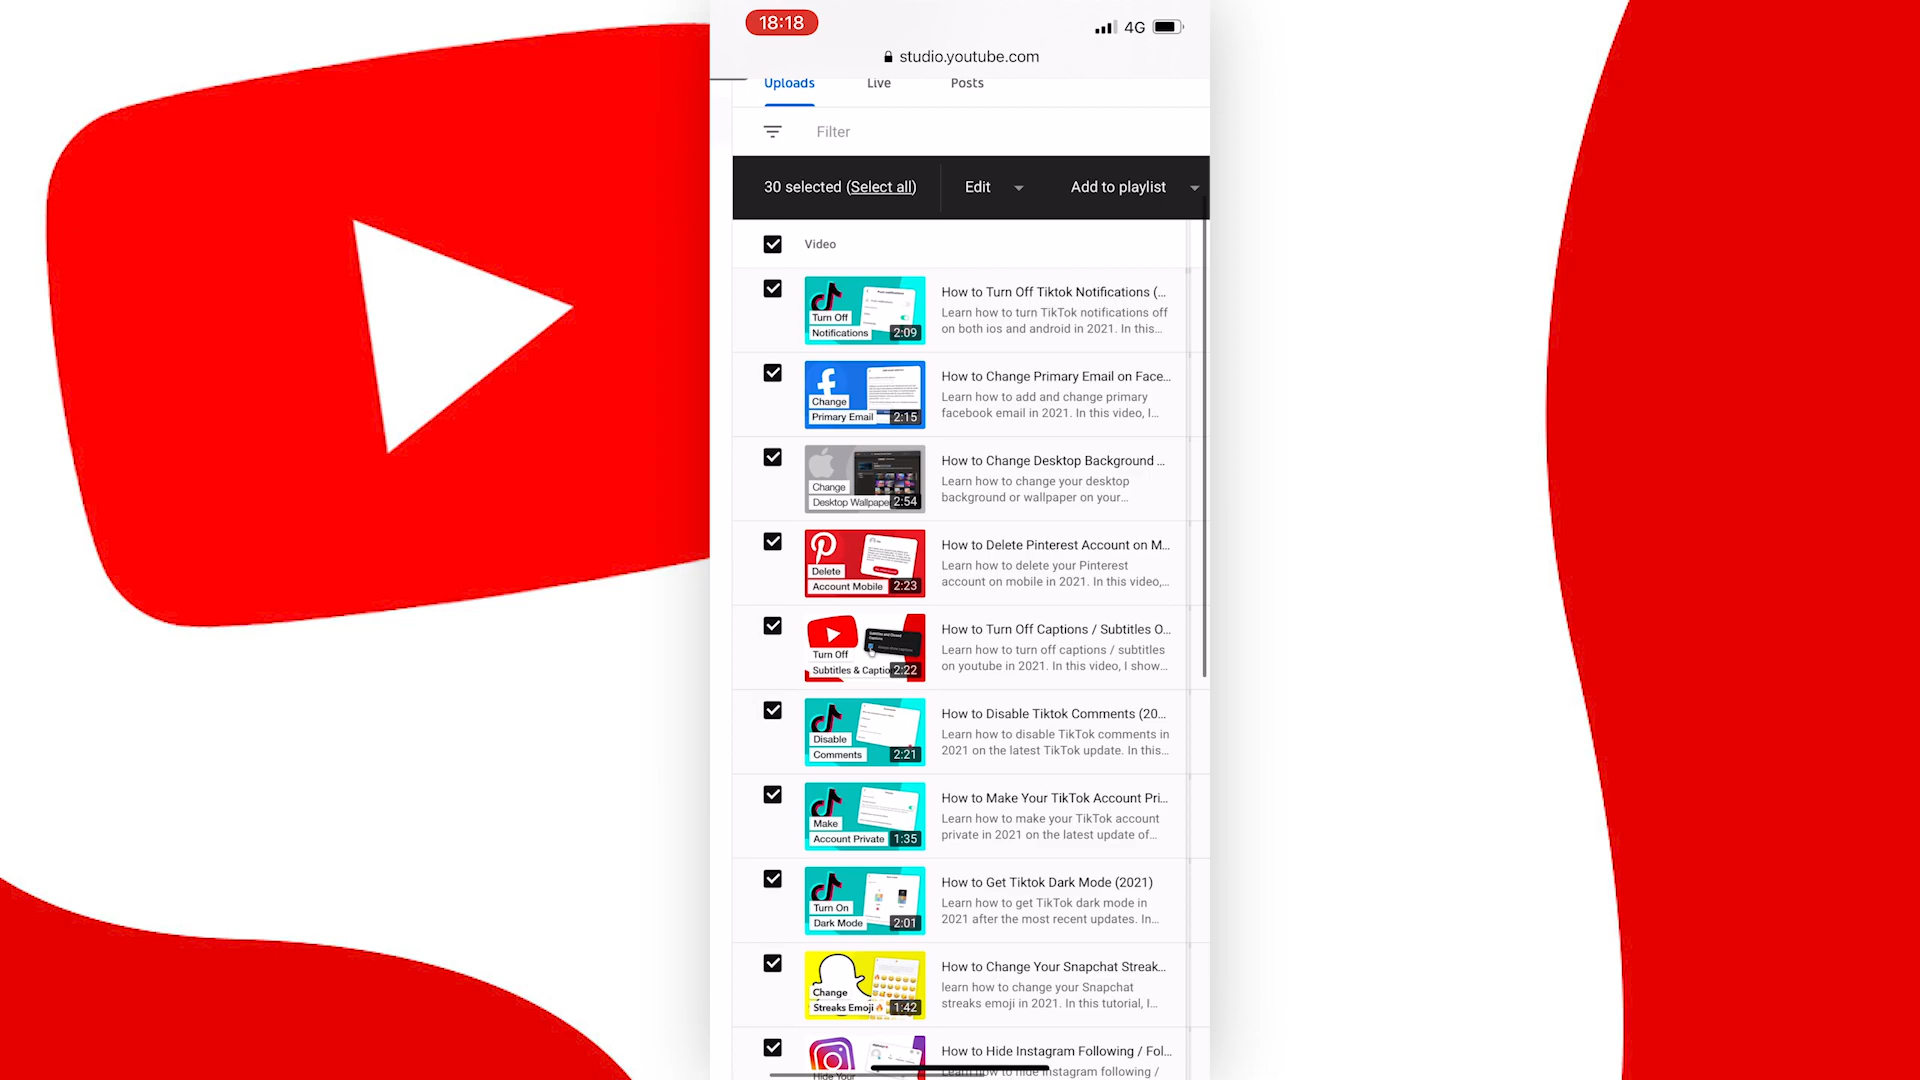 18:18
4G
studio.youtube.com
Uploads Live Posts
Filter
30 selected (Select all) Edit Add to playlist
Video
Turn Off
Notifications 2:09
How to Turn Off Tiktok Notifications (...
Learn how to turn TikTok notifications off
on both ios and android in 2021. In this...
Change
Primary Email 2:15
How to Change Primary Email on Face...
Learn how to add and change primary
facebook email in 2021. In this video, I...
Change
Desktop Wallpape 2:54
How to Change Desktop Background ...
Learn how to change your desktop
background or wallpaper on your...
Delete
Account Mobile 2:23
How to Delete Pinterest Account on M...
Learn how to delete your Pinterest
account on mobile in 2021. In this video,...
Turn Off
Subtitles & Captio 2:22
How to Turn Off Captions / Subtitles O...
Learn how to turn off captions / subtitles
on youtube in 2021. In this video, I show...
Disable
Comments 2:21
How to Disable Tiktok Comments (20...
Learn how to disable TikTok comments in
2021 on the latest TikTok update. In this...
Make
Account Private 1:35
How to Make Your TikTok Account Pri...
Learn how to make your TikTok account
private in 2021 on the latest update of...
Turn On
Dark Mode 2:01
How to Get Tiktok Dark Mode (2021)
Learn how to get TikTok dark mode in
2021 after the most recent updates. In...
Change
Streaks Emoji 1:42
How to Change Your Snapchat Streak...
learn how to change your Snapchat
streaks emoji in 2021. In this tutorial, I...
Hide Your
How to Hide Instagram Following / Fol...
Learn how to hide Instagram following /